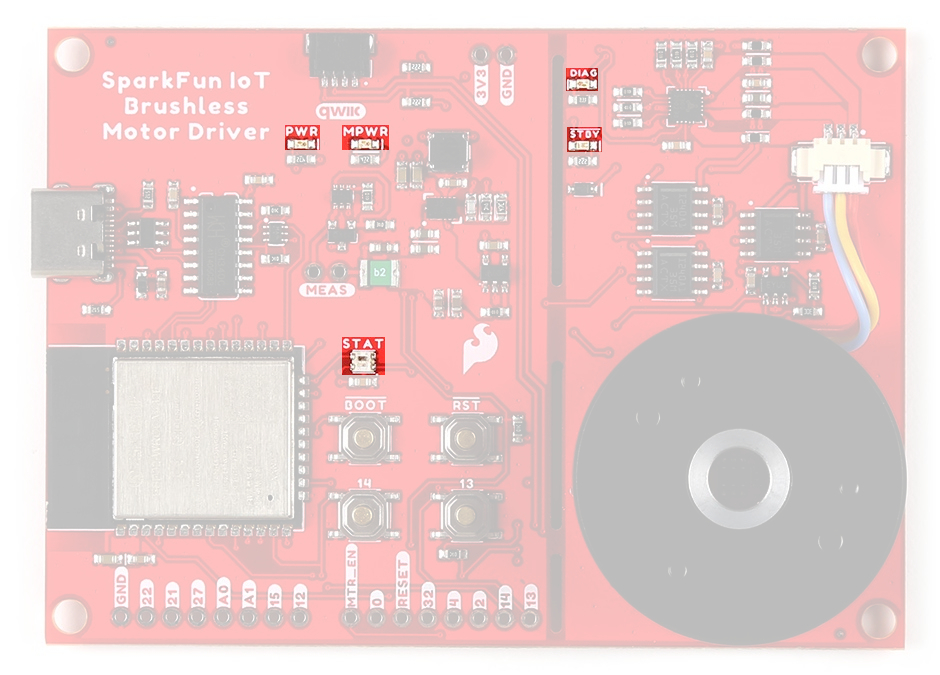 SparkFun IoT
Brushless
Motor Driver
qwiic
3V3
GND
DIAG
PWR
MPWR
STBY
b2
MEAS
STAT
BOOT
RST
14
13
GND
22
21
27
A0
A1
15
12
MTR_EN
0
RESET
32
4
2
14
13